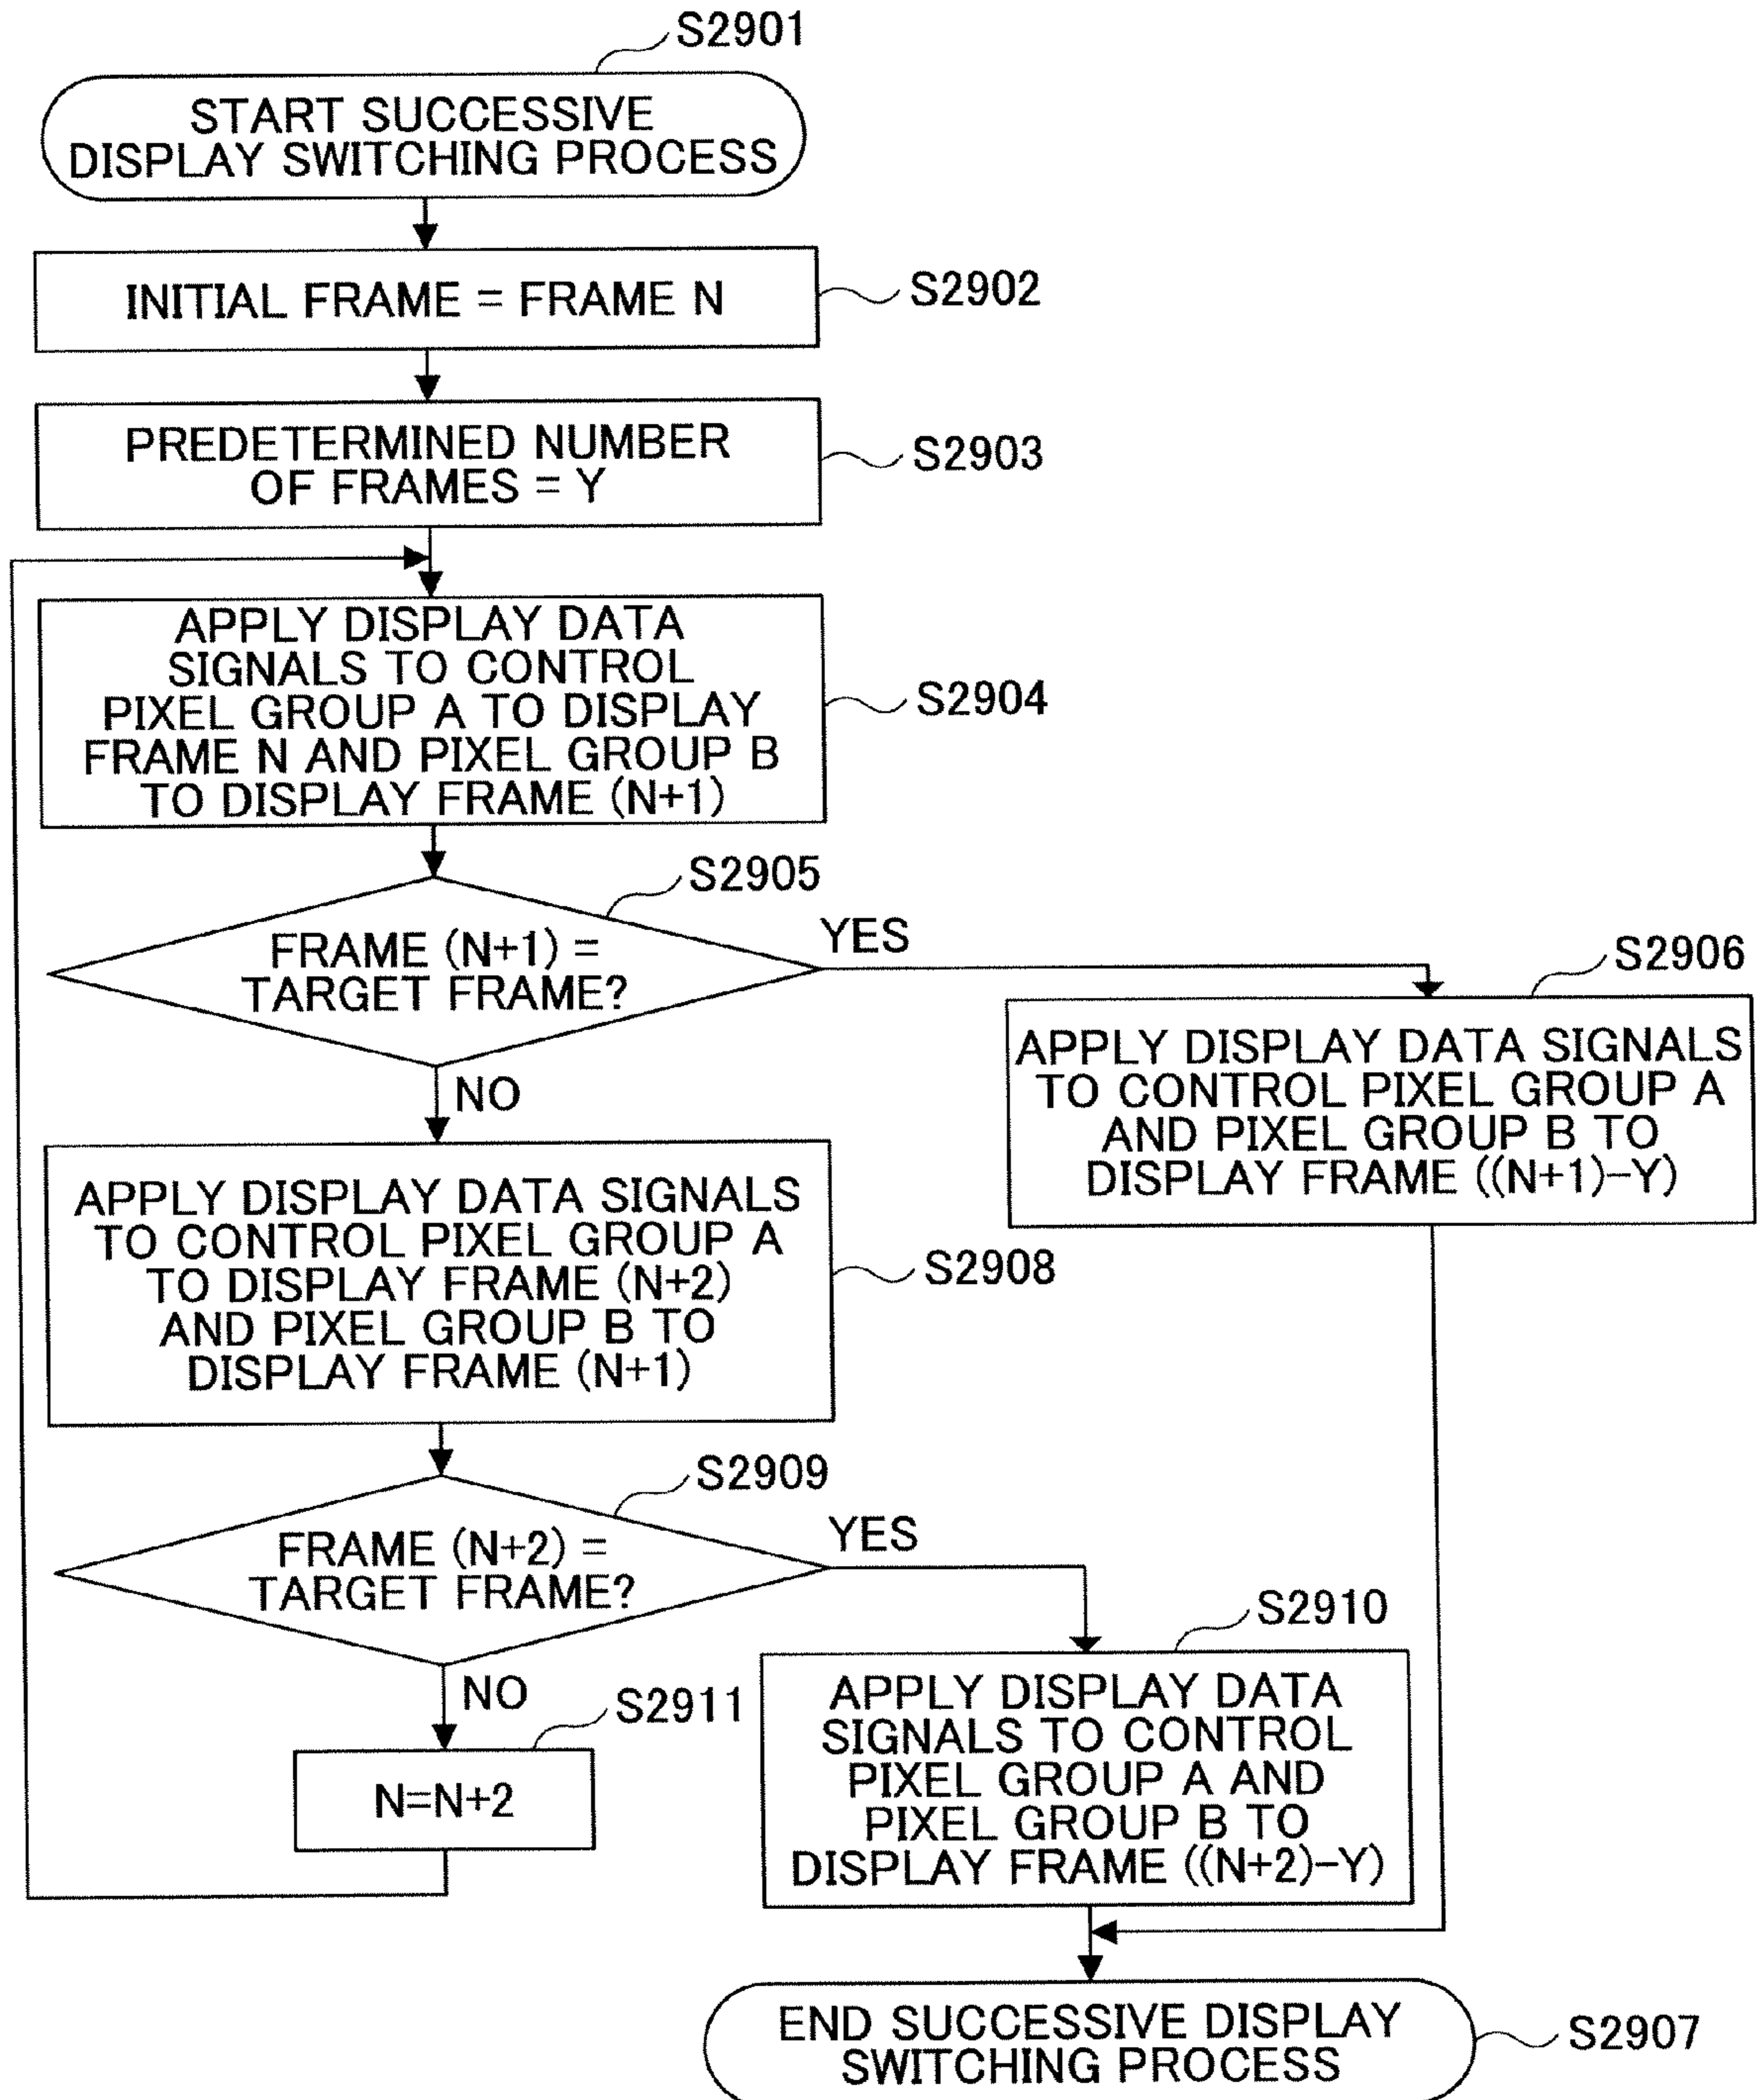 S2901
START SUCCESSIVE
DISPLAY SWITCHING PROCESS
INITIAL FRAME = FRAME N
S2902
PREDETERMINED NUMBER
OF FRAMES = Y
S2903
APPLY DISPLAY DATA
SIGNALS TO CONTROL
PIXEL GROUP A TO DISPLAY
FRAME N AND PIXEL GROUP B
TO DISPLAY FRAME (N+1)
S2904
S2905
FRAME (N+1) =
TARGET FRAME?
YES
NO
S2906
APPLY DISPLAY DATA SIGNALS
TO CONTROL PIXEL GROUP A
AND PIXEL GROUP B TO
DISPLAY FRAME ((N+1)-Y)
APPLY DISPLAY DATA SIGNALS
TO CONTROL PIXEL GROUP A
TO DISPLAY FRAME (N+2)
AND PIXEL GROUP B TO
DISPLAY FRAME (N+1)
S2908
S2909
FRAME (N+2) =
TARGET FRAME?
YES
NO
S2910
APPLY DISPLAY DATA
SIGNALS TO CONTROL
PIXEL GROUP A AND
PIXEL GROUP B TO
DISPLAY FRAME ((N+2)-Y)
S2911
N=N+2
END SUCCESSIVE DISPLAY
SWITCHING PROCESS
S2907